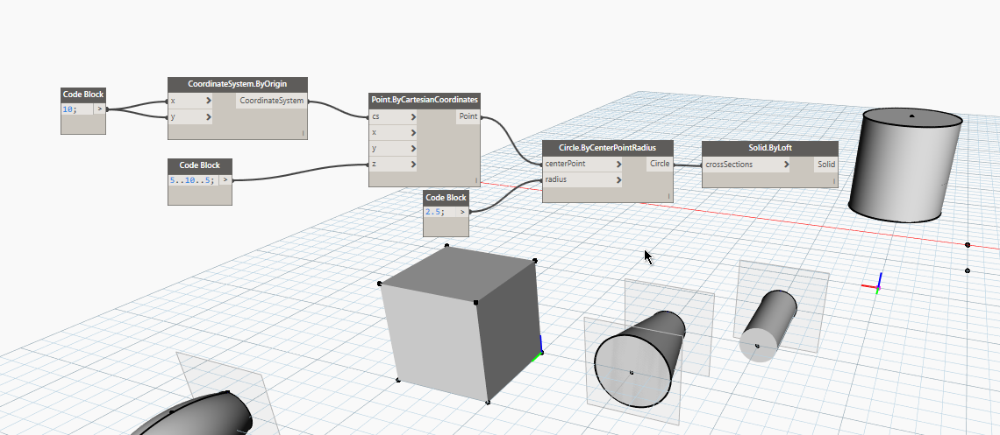 Code Block
10; >
CoordinateSystem.ByOrigin
x > CoordinateSystem
y >
Code Block
5..10..5; >
Point.ByCartesianCoordinates
cs > Point
x >
y >
z >
Code Block
2.5; >
Circle.ByCenterPointRadius
centerPoint > Circle
radius >
Solid.ByLoft
crossSections > Solid